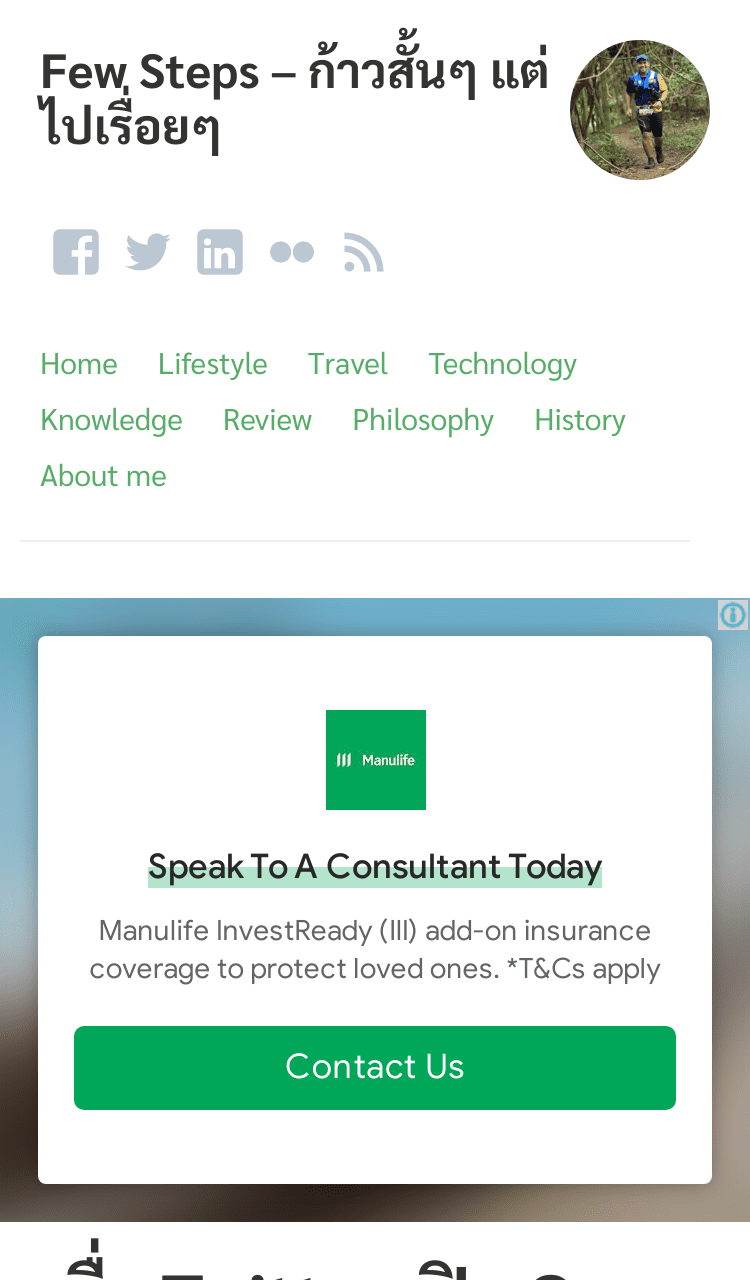 Few Steps – ก้าวสั้นๆ แต่
ไปเรื่อยๆ
Home Lifestyle Travel Technology
Knowledge Review Philosophy History
About me
Manulife
Speak To A Consultant Today
Manulife InvestReady (III) add-on insurance
coverage to protect loved ones. *T&Cs apply
Contact Us